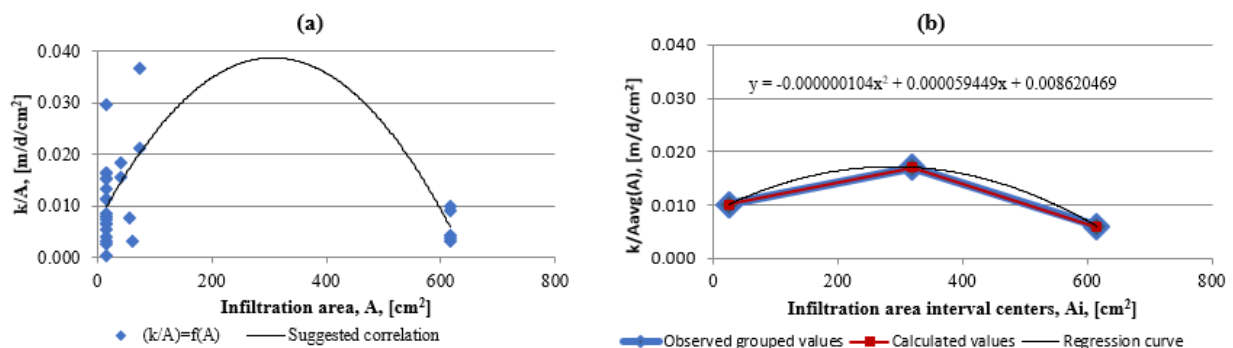 (a)
k/A, [m/d/cm²]
0.040
0.030
0.020
0.010
0.000
0 200 400 600 800
Infiltration area, A, [cm²]
(k/A)=f(A) Suggested correlation
(b)
k/Aavg(A), [m/d/cm²]
0.040
0.030
0.020
0.010
0.000
y = -0.000000104x² + 0.000059449x + 0.008620469
0 200 400 600 800
Infiltration area interval centers, Ai, [cm²]
Observed grouped values Calculated values Regression curve